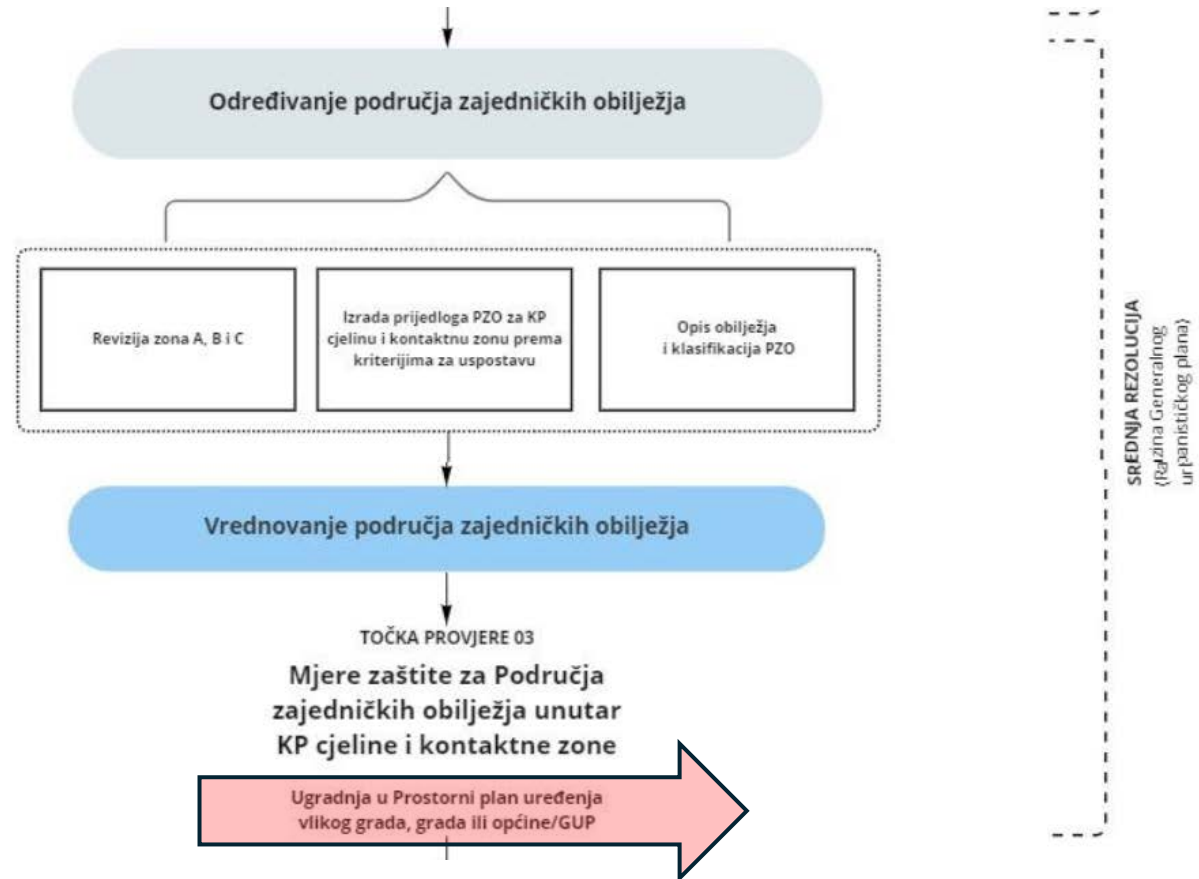 Određivanje područja zajedničkih obilježja
Revizija zona A, B i C
Izrada prijedloga PZO za KP
cjelinu i kontaktnu zonu prema
kriterijima za uspostavu
Opis obilježja
i klasifikacija PZO
Vrednovanje područja zajedničkih obilježja
TOČKA PROVJERE 03
Mjere zaštite za Područja
zajedničkih obilježja unutar
KP cjeline i kontaktne zone
Ugradnja u Prostorni plan uređenja
vlikog grada, grada ili općine/GUP
SREDNJA REZOLUCIJA
(Razina Generalnog
urpanističkog plana)